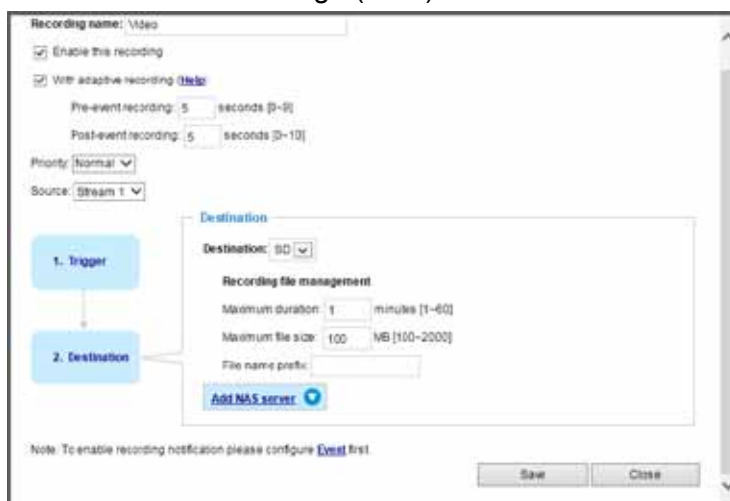 Recording name: Video
Enable this recording
With adaptive recording (Help)
Pre-event recording: 5 seconds [0~9]
Post-event recording: 5 seconds [0~10]
Priority: Normal
Source: Stream 1
Destination
1. Trigger
Destination: SD
Recording file management
Maximum duration: 1 minutes [1~60]
Maximum file size: 100 MB [100~2000]
2. Destination
File name prefix:
Add NAS server
Note: To enable recording notification please configure Event first
Save Close